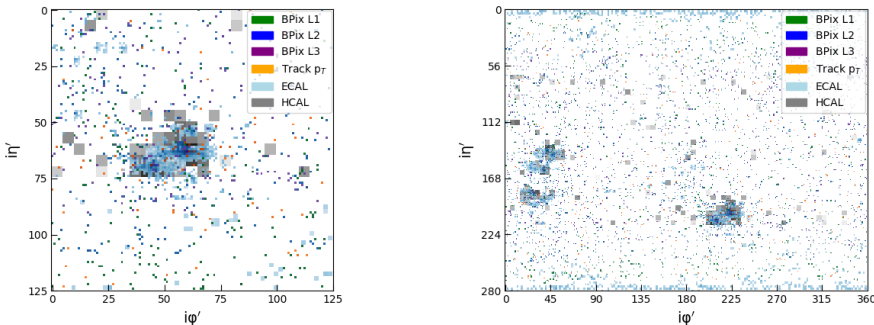 0
25
50
75
100
125
0 25 50 75 100 125
iη′
iφ′
BPix L1
BPix L2
BPix L3
Track pT
ECAL
HCAL
0
56
112
168
224
280
0 45 90 135 180 225 270 315 360
iη′
iφ′
BPix L1
BPix L2
BPix L3
Track pT
ECAL
HCAL